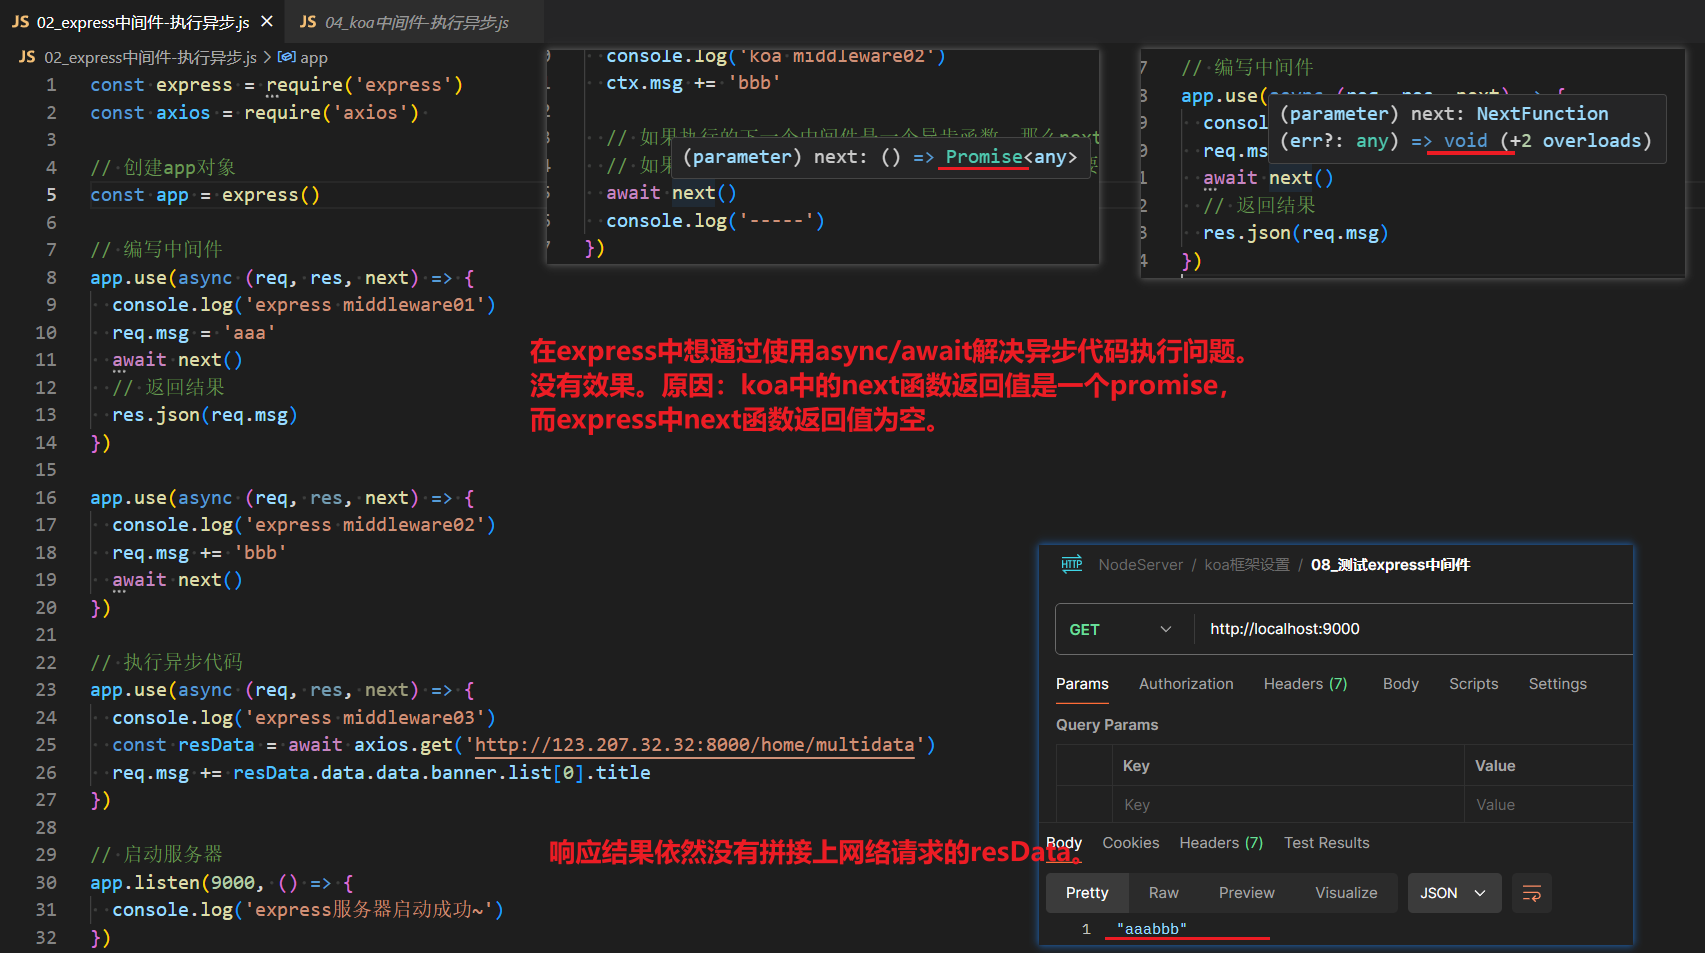 JS 02_express中间件-执行异步.js ×
JS 04_koa中间件-执行异步.js
JS 02_express中间件-执行异步.js > app
1 const express = require('express')
2 const axios = require('axios')
3
4 // 创建app对象
5 const app = express()
6
7 // 编写中间件
8 app.use(async (req, res, next) => {
9 console.log('express middleware01')
10 req.msg = 'aaa'
11 await next()
12 // 返回结果
13 res.json(req.msg)
14 })
15
16 app.use(async (req, res, next) => {
17 console.log('express middleware02')
18 req.msg += 'bbb'
19 await next()
20 })
21
22 // 执行异步代码
23 app.use(async (req, res, next) => {
24 console.log('express middleware03')
25 const resData = await axios.get('http://123.207.32.32:8000/home/multidata')
26 req.msg += resData.data.data.banner.list[0].title
27 })
28
29 // 启动服务器
30 app.listen(9000, () => {
31 console.log('express服务器启动成功~')
32 })
console.log('koa middleware02')
ctx.msg += 'bbb'
// 如果执行的下一个中间件是一个异步函数，那么next
// 如果
(parameter) next: () => Promise<any>
要
await next()
console.log('-----')
})
7 // 编写中间件
8 app.use(async (req, res, next) => {
(parameter) next: NextFunction
(err?: any) => void (+2 overloads)
9 consol
0 req.ms
1 await next()
2 // 返回结果
3 res.json(req.msg)
4 })
在express中想通过使用async/await解决异步代码执行问题。
没有效果。原因：koa中的next函数返回值是一个promise，
而express中next函数返回值为空。
HTTP NodeServer / koa框架设置 / 08_测试express中间件
GET http://localhost:9000
Params Authorization Headers (7) Body Scripts Settings
Query Params
Key Value
Key Value
响应结果依然没有拼接上网络请求的resData。
Body Cookies Headers (7) Test Results
Pretty Raw Preview Visualize JSON
1 "aaabbb"